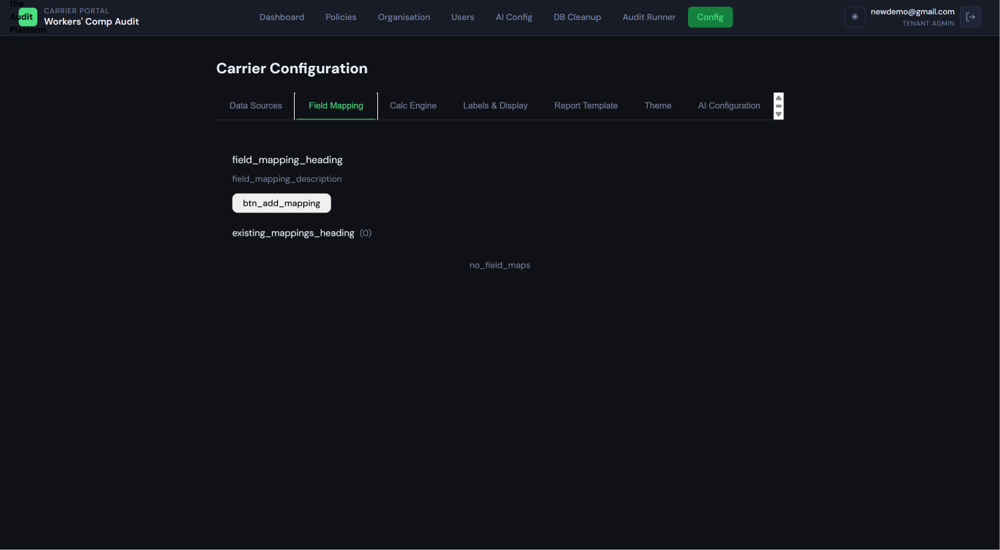 the
Audit
Platform
CARRIER PORTAL
Workers' Comp Audit
Dashboard Policies Organisation Users AI Config DB Cleanup Audit Runner Config
newdemo@gmail.com
TENANT ADMIN
Carrier Configuration
Data Sources Field Mapping Calc Engine Labels & Display Report Template Theme AI Configuration
field_mapping_heading
field_mapping_description
btn_add_mapping
existing_mappings_heading (0)
no_field_maps